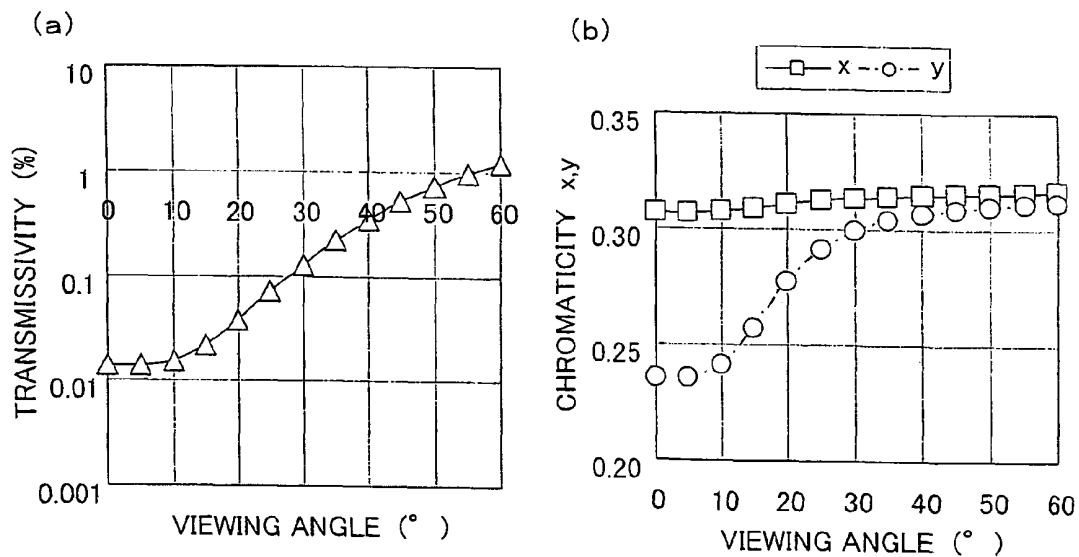 (a)
10
1
0.1
0.01
0.001
0 10 20 30 40 50 60
TRANSMISSIVITY (%)
VIEWING ANGLE (°)
(b)
x y
0.35
0.30
0.25
0.20
0 10 20 30 40 50 60
CHROMATICITY x,y
VIEWING ANGLE (°)